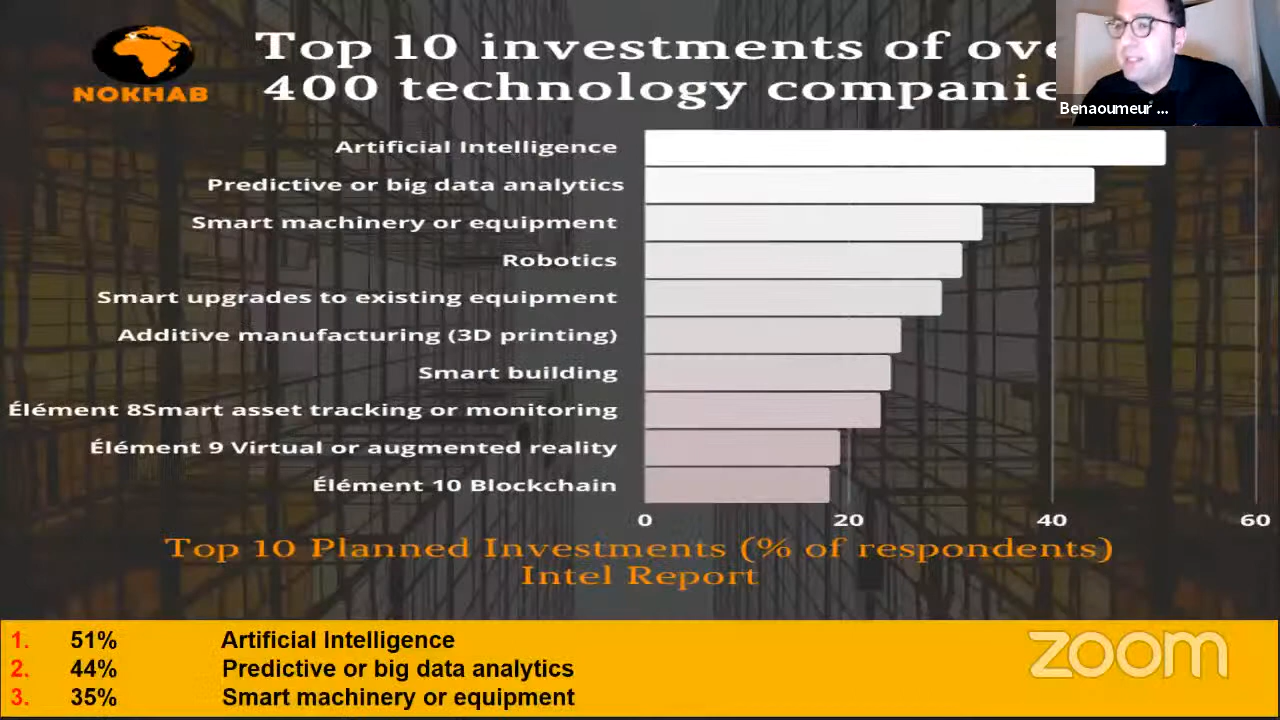 NOKHAB
Top 10 investments of ove
400 technology companie
Benaoumeur ...
Artificial Intelligence
Predictive or big data analytics
Smart machinery or equipment
Robotics
Smart upgrades to existing equipment
Additive manufacturing (3D printing)
Smart building
Élément 8Smart asset tracking or monitoring
Élément 9 Virtual or augmented reality
Élément 10 Blockchain
0 20 40 60
Top 10 Planned Investments (% of respondents)
Intel Report
1. 51% Artificial Intelligence
2. 44% Predictive or big data analytics
3. 35% Smart machinery or equipment
zoom